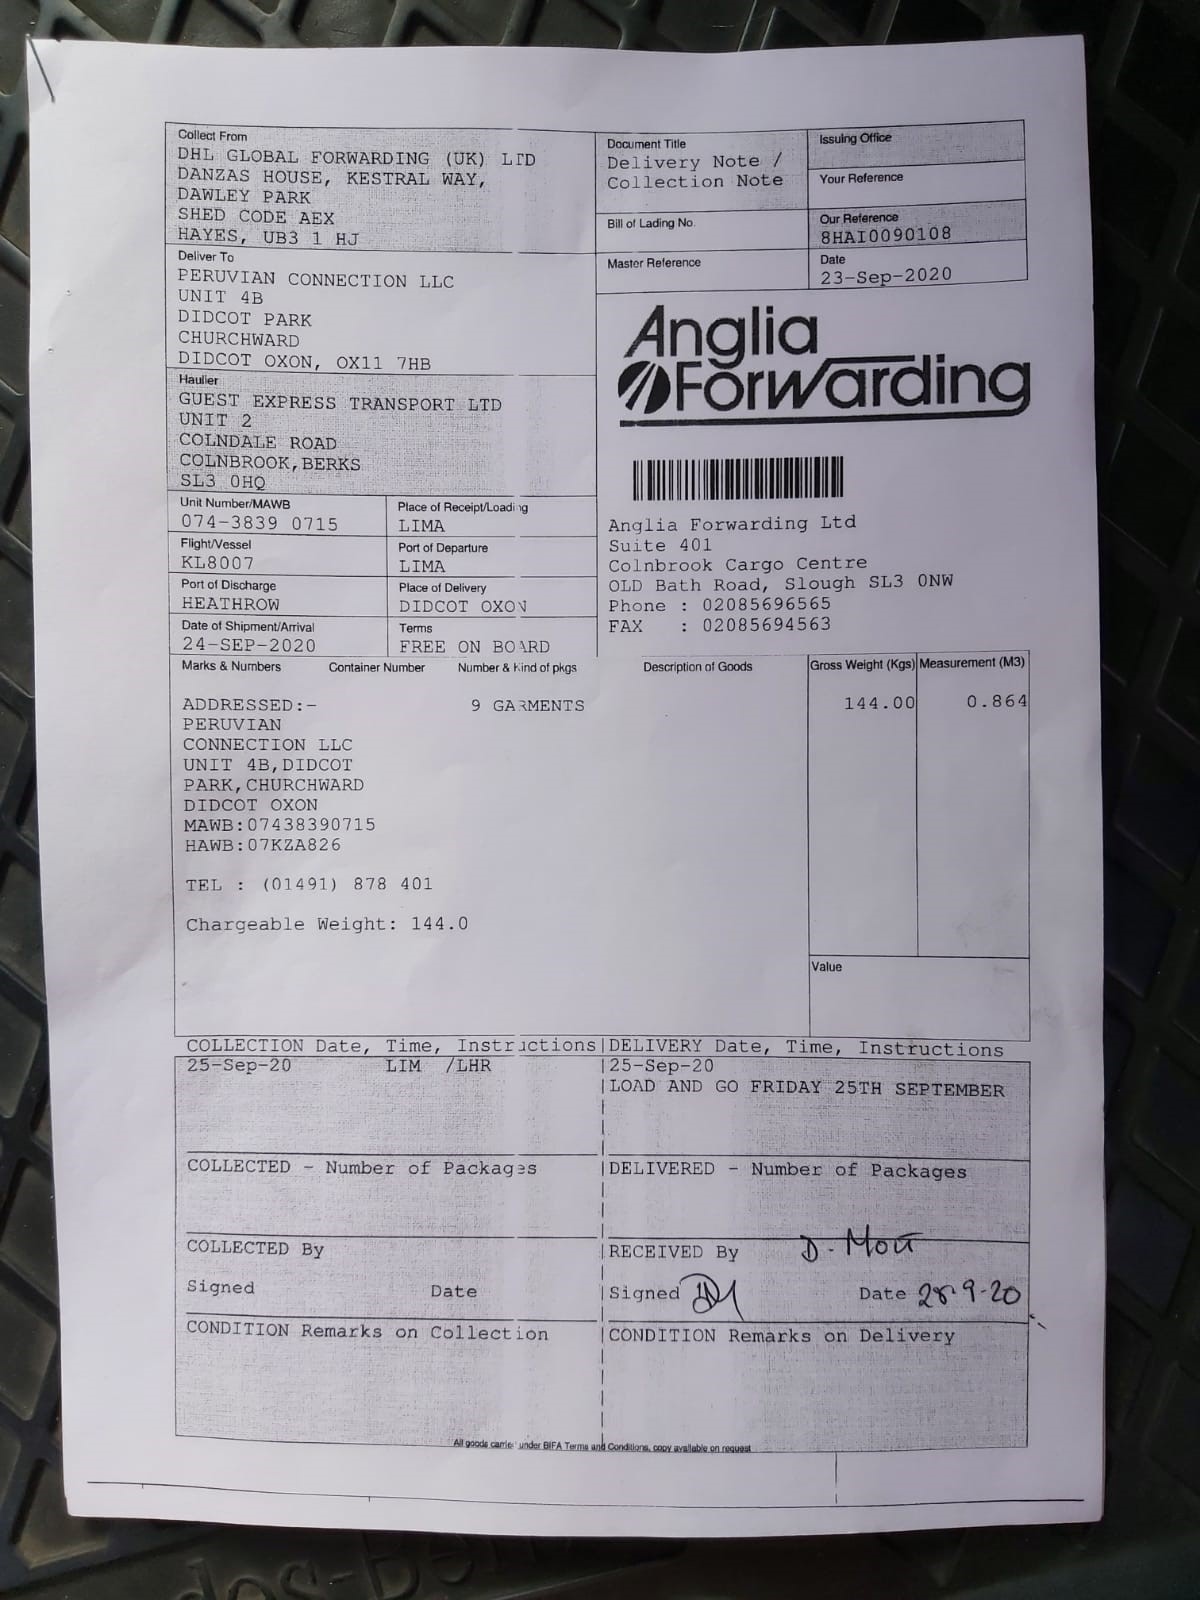 Collect From
DHL GLOBAL FORWARDING (UK) LTD
DANZAS HOUSE, KESTRAL WAY,
DAWLEY PARK
SHED CODE AEX
HAYES, UB3 1 HJ
Document Title
Delivery Note /
Collection Note
Issuing Office
Your Reference
Bill of Lading No.
Our Reference
8HAI0090108
Master Reference
Date
23-Sep-2020
Deliver To
PERUVIAN CONNECTION LLC
UNIT 4B
DIDCOT PARK
CHURCHWARD
DIDCOT OXON, OX11 7HB
Anglia
Forwarding
Haulier
GUEST EXPRESS TRANSPORT LTD
UNIT 2
COLNDALE ROAD
COLNBROOK,BERKS
SL3 0HQ
Unit Number/MAWB
074-3839 0715
Place of Receipt/Loading
LIMA
Flight/Vessel
KL8007
Port of Departure
LIMA
Port of Discharge
HEATHROW
Place of Delivery
DIDCOT OXON
Date of Shipment/Arrival
24-SEP-2020
Terms
FREE ON BOARD
Anglia Forwarding Ltd
Suite 401
Colnbrook Cargo Centre
OLD Bath Road, Slough SL3 0NW
Phone : 02085696565
FAX : 02085694563
Marks & Numbers Container Number Number & Kind of pkgs Description of Goods Gross Weight (Kgs) Measurement (M3)
ADDRESSED:- 9 GARMENTS 144.00 0.864
PERUVIAN
CONNECTION LLC
UNIT 4B,DIDCOT
PARK,CHURCHWARD
DIDCOT OXON
MAWB:07438390715
HAWB:07KZA826
TEL : (01491) 878 401
Chargeable Weight: 144.0
Value
COLLECTION Date, Time, Instructions|DELIVERY Date, Time, Instructions
25-Sep-20 LIM /LHR |25-Sep-20
|LOAD AND GO FRIDAY 25TH SEPTEMBER
COLLECTED - Number of Packages |DELIVERED - Number of Packages
COLLECTED By |RECEIVED By D.
Signed Date |Signed DM Date 28.9.20
CONDITION Remarks on Collection |CONDITION Remarks on Delivery
All goods carried under BIFA Terms and Conditions, copy available on request